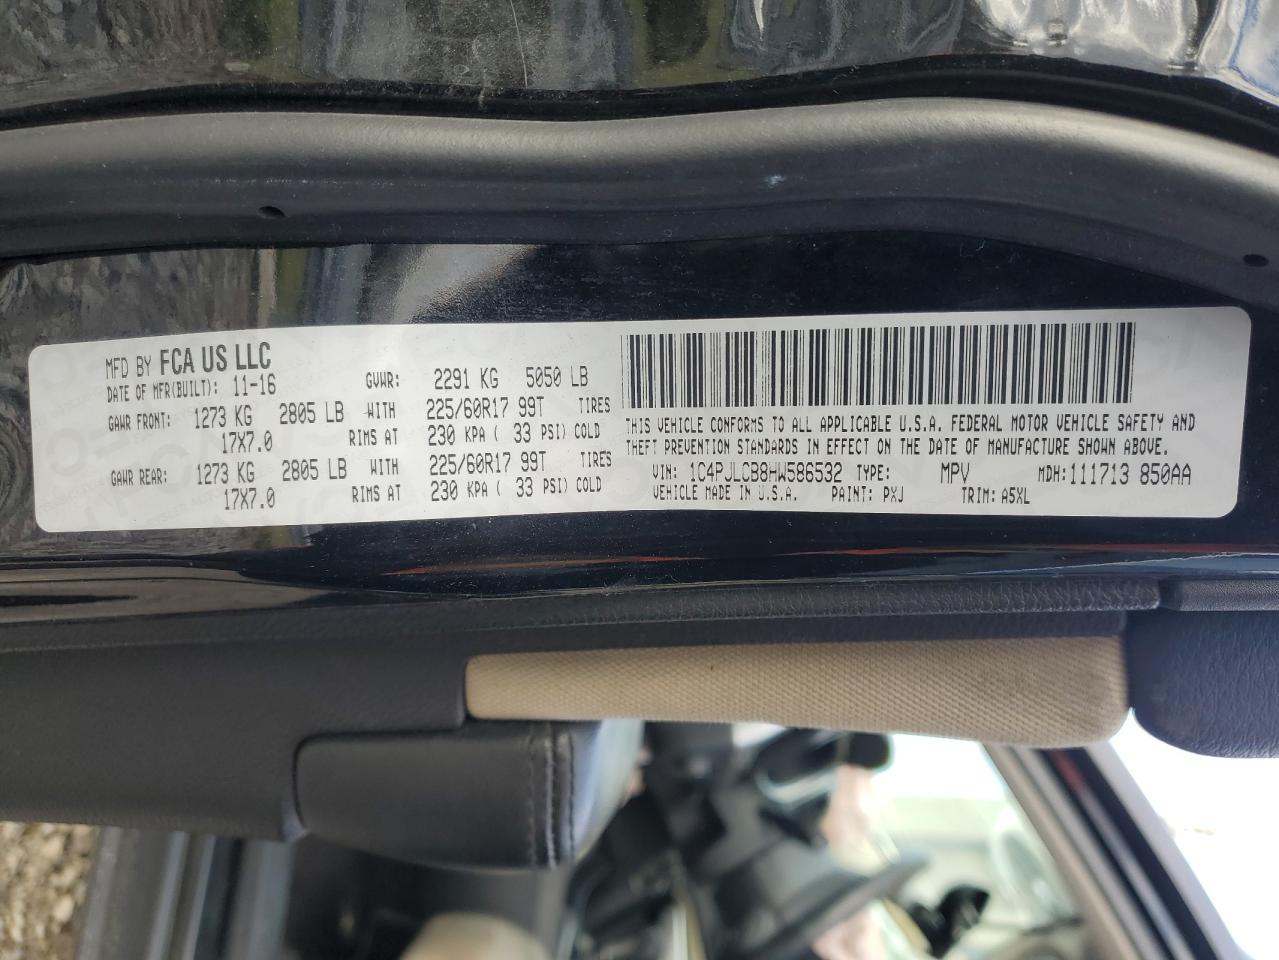 MFD BY FCA US LLC
DATE OF MFR(BUILT): 11-16 GVWR: 2291 KG 5050 LB
GAWR FRONT: 1273 KG 2805 LB WITH 225/60R17 99T TIRES
17X7.0 RIMS AT 230 KPA ( 33 PSI) COLD
GAWR REAR: 1273 KG 2805 LB WITH 225/60R17 99T TIRES
17X7.0 RIMS AT 230 KPA ( 33 PSI) COLD
THIS VEHICLE CONFORMS TO ALL APPLICABLE U.S.A. FEDERAL MOTOR VEHICLE SAFETY AND
THEFT PREVENTION STANDARDS IN EFFECT ON THE DATE OF MANUFACTURE SHOWN ABOVE.
VIN: 1C4PJLCB8HW586532 TYPE: MPV MDH:111713 850AA
VEHICLE MADE IN U.S.A. PAINT: PXJ TRIM: A5XL